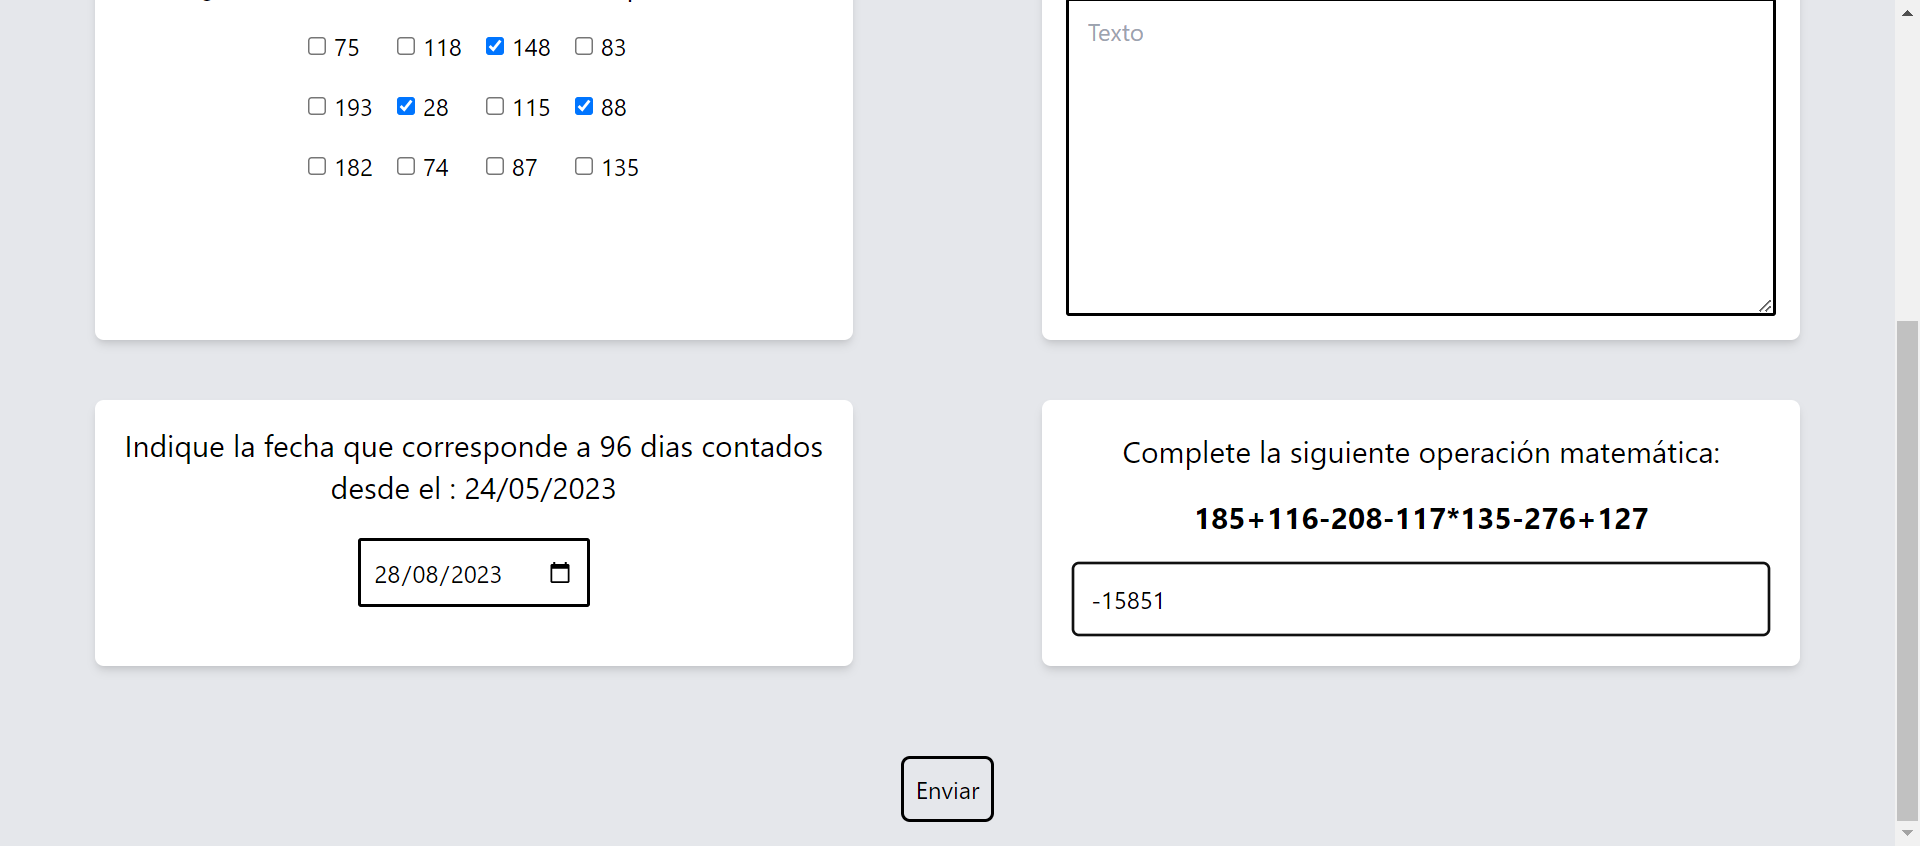 75 118 148 83
193 28 115 88
182 74 87 135
Texto
Indique la fecha que corresponde a 96 dias contados
desde el : 24/05/2023
28/08/2023
Complete la siguiente operación matemática:
185+116-208-117*135-276+127
-15851
Enviar